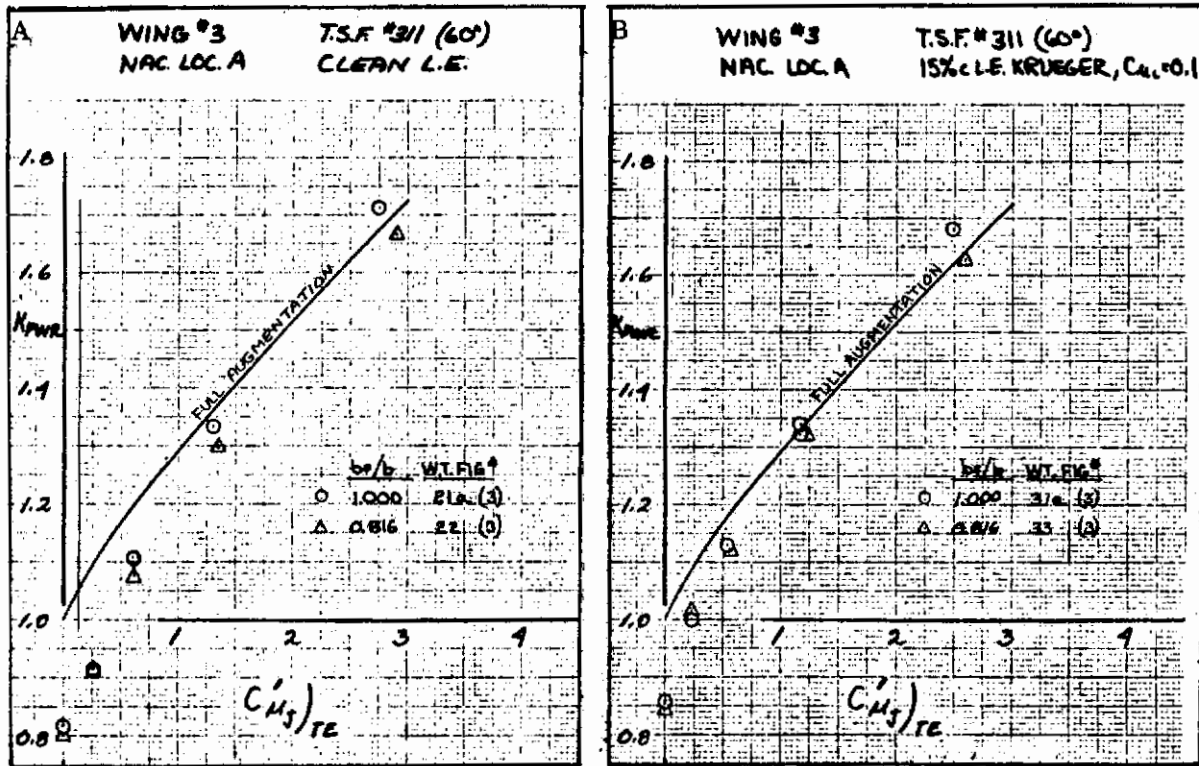 A
WING #3 T.S.F. #311 (60°)
NAC. LOC. A CLEAN L.E.
1.8
1.6
KPWR
1.4
1.2
1.0
0.8
FULL AUGMENTATION
bF/b W.T. FIG#
○ 1.000 21a (3)
△ 0.816 22 (3)
1 2 3 4
C'μJ)TE
B
WING #3 T.S.F. #311 (60°)
NAC. LOC. A 15%c L.E. KRUEGER, CμL=0.1
1.8
1.6
KPWR
1.4
1.2
1.0
0.8
FULL AUGMENTATION
bF/b W.T. FIG#
○ 1.000 31a (3)
△ 0.816 33 (3)
1 2 3 4
C'μJ)TE